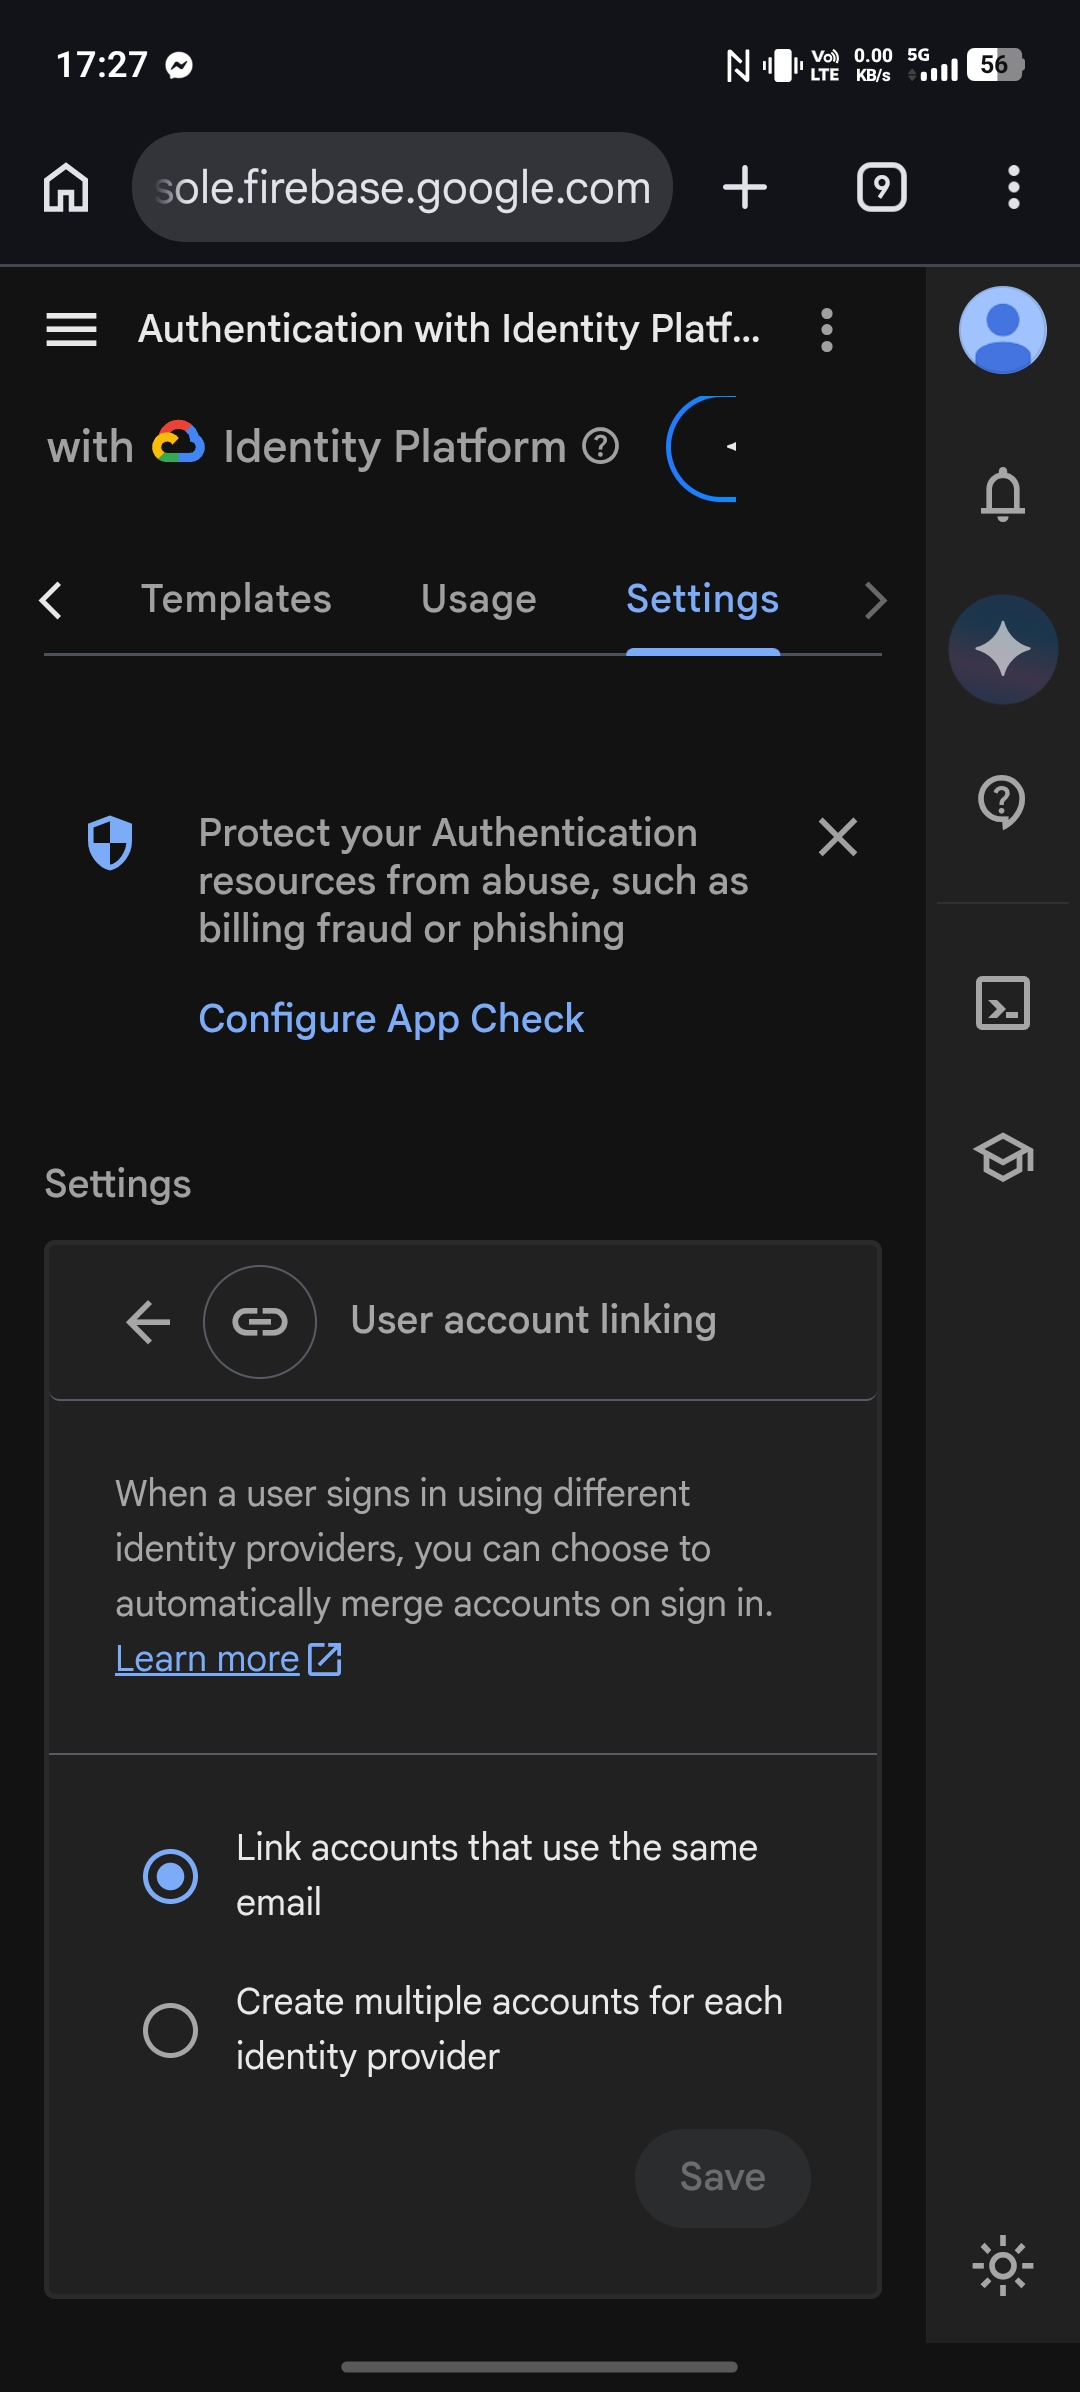 17:27
Vo))
LTE
0.00
KB/s
5G
56
sole.firebase.google.com
9
Authentication with Identity Platf...
with Identity Platform
Templates
Usage
Settings
Protect your Authentication
resources from abuse, such as
billing fraud or phishing
Configure App Check
Settings
User account linking
When a user signs in using different
identity providers, you can choose to
automatically merge accounts on sign in.
Learn more
Link accounts that use the same
email
Create multiple accounts for each
identity provider
Save